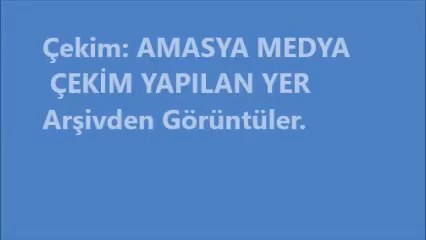 Çekim: AMASYA MEDYA
ÇEKİM YAPILAN YER
Arşivden Görüntüler.